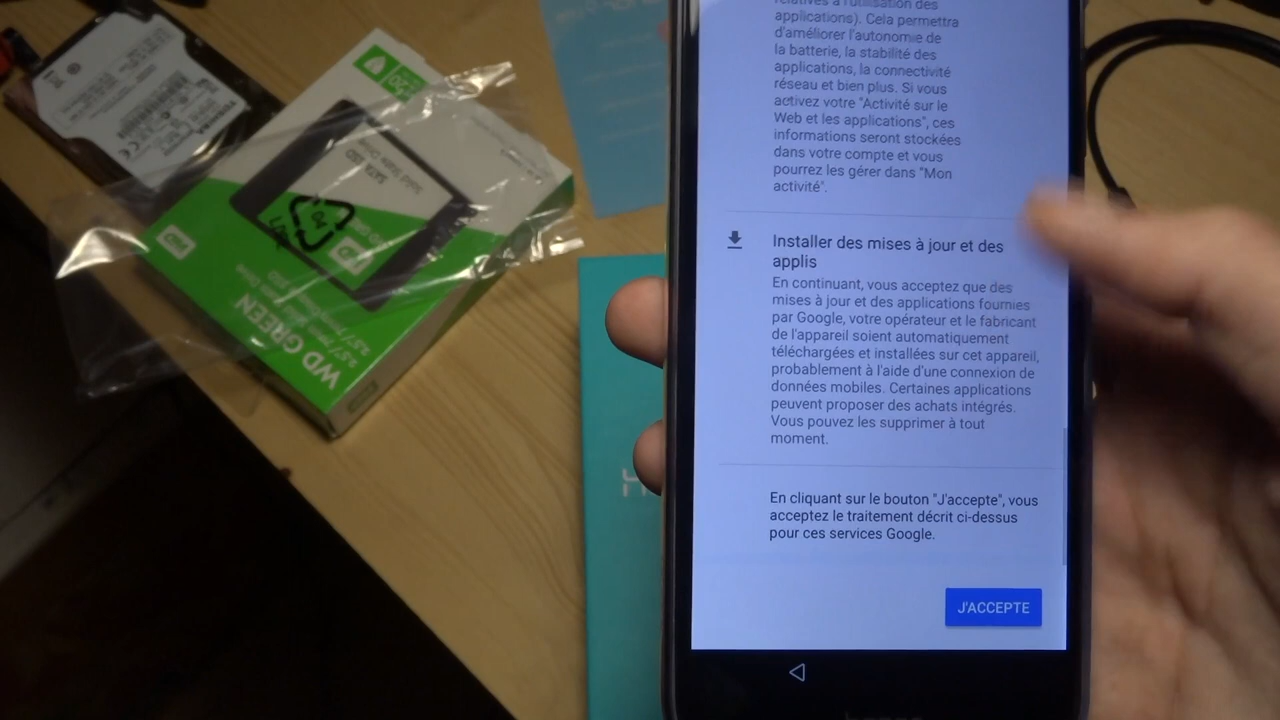 relatives à l'utilisation des
applications). Cela permettra
d'améliorer l'autonomie de
la batterie, la stabilité des
applications, la connectivité
réseau et bien plus. Si vous
activez votre "Activité sur le
Web et les applications", ces
informations seront stockées
dans votre compte et vous
pourrez les gérer dans "Mon
activité".
Installer des mises à jour et des
applis
En continuant, vous acceptez que des
mises à jour et des applications fournies
par Google, votre opérateur et le fabricant
de l'appareil soient automatiquement
téléchargées et installées sur cet appareil,
probablement à l'aide d'une connexion de
données mobiles. Certaines applications
peuvent proposer des achats intégrés.
Vous pouvez les supprimer à tout
moment.
En cliquant sur le bouton "J'accepte", vous
acceptez le traitement décrit ci-dessus
pour ces services Google.
J'ACCEPTE
WD GREEN
SATA SSD
Solid State Drive
TOSHIBA